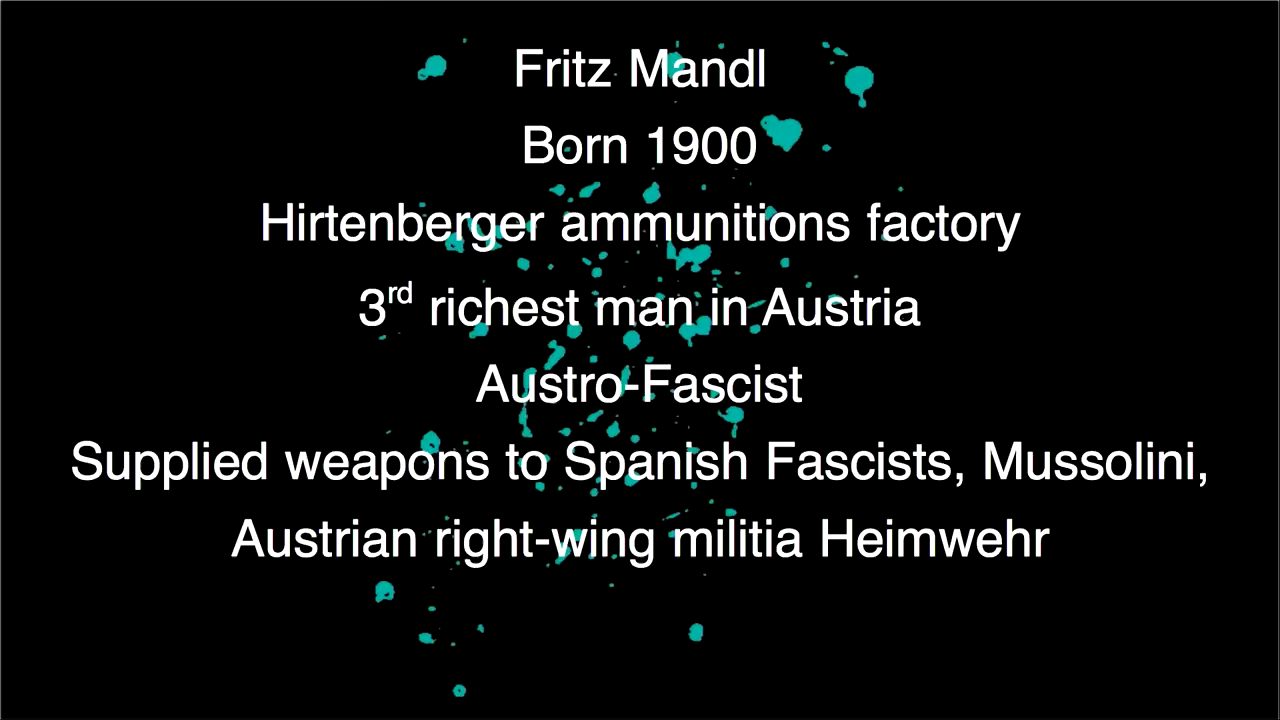 Fritz Mandl
Born 1900
Hirtenberger ammunitions factory
3rd richest man in Austria
Austro-Fascist
Supplied weapons to Spanish Fascists, Mussolini,
Austrian right-wing militia Heimwehr